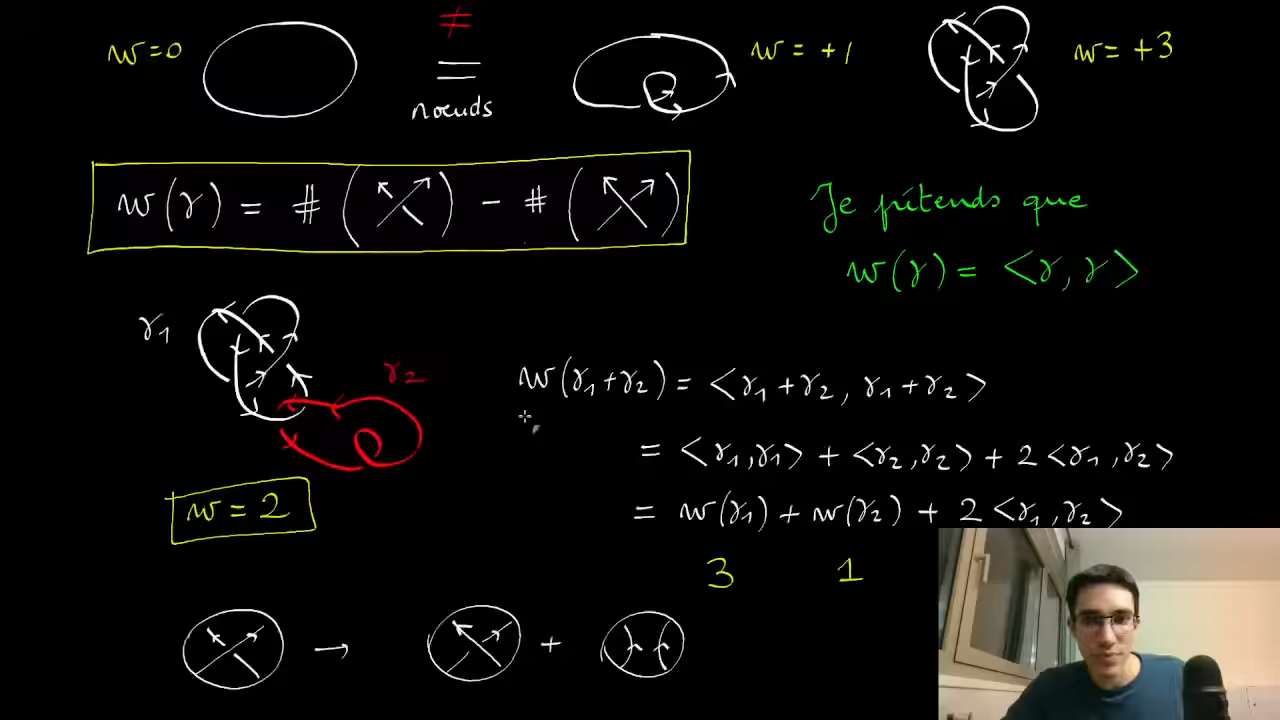 w=0
≠
=
nœuds
w = +1
w = +3
w(γ) = # ( ) - # ( )
Je prétends que
w(γ) = <γ, γ>
γ1
γ2
w(γ1+γ2) = <γ1+γ2, γ1+γ2>
= <γ1,γ1> + <γ2,γ2> + 2<γ1,γ2>
= w(γ1) + w(γ2) + 2<γ1,γ2>
w = 2
3 1
→ +